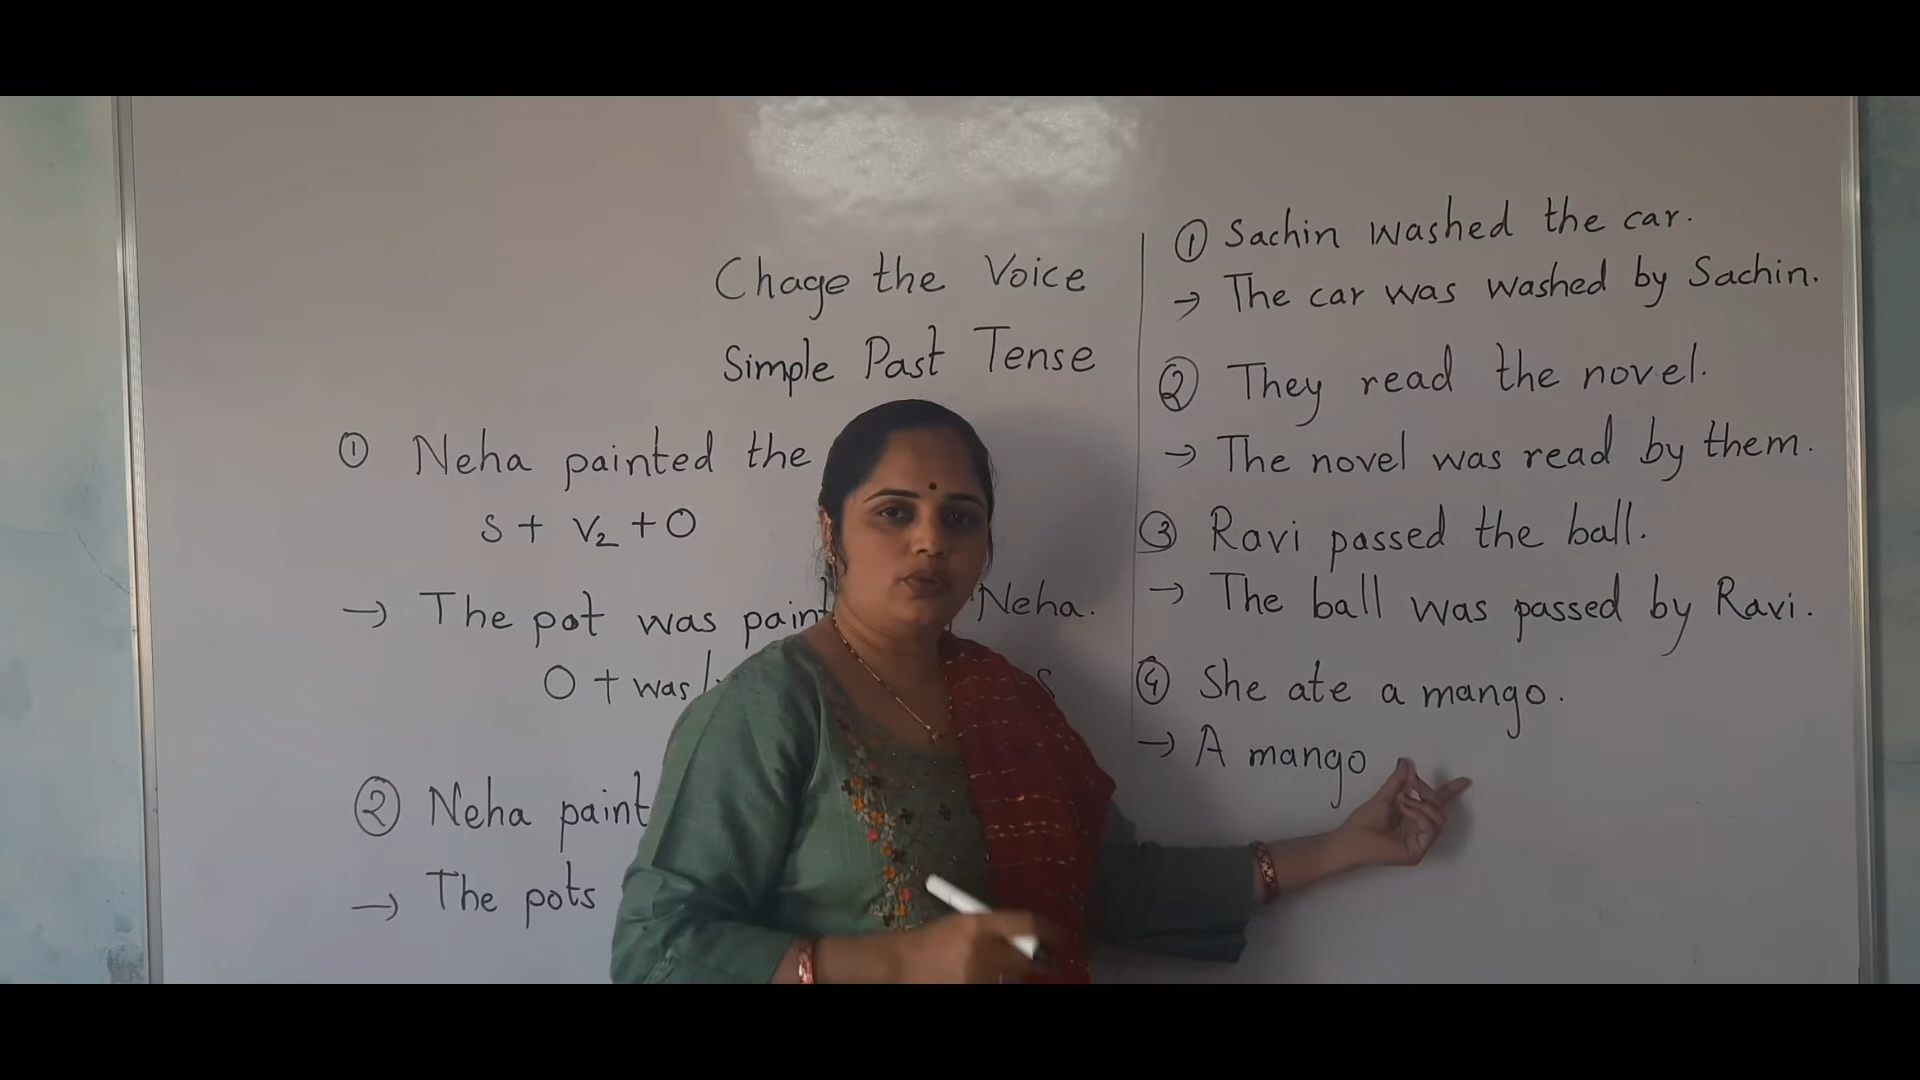 Chage the Voice
Simple Past Tense
① Neha painted the
S + V2 + O
→ The pot was Neha.
O + was/ S
② Neha paint
→ The pots
① Sachin washed the car.
→ The car was washed by Sachin.
② They read the novel.
→ The novel was read by them.
③ Ravi passed the ball.
→ The ball was passed by Ravi.
④ She ate a mango.
→ A mango